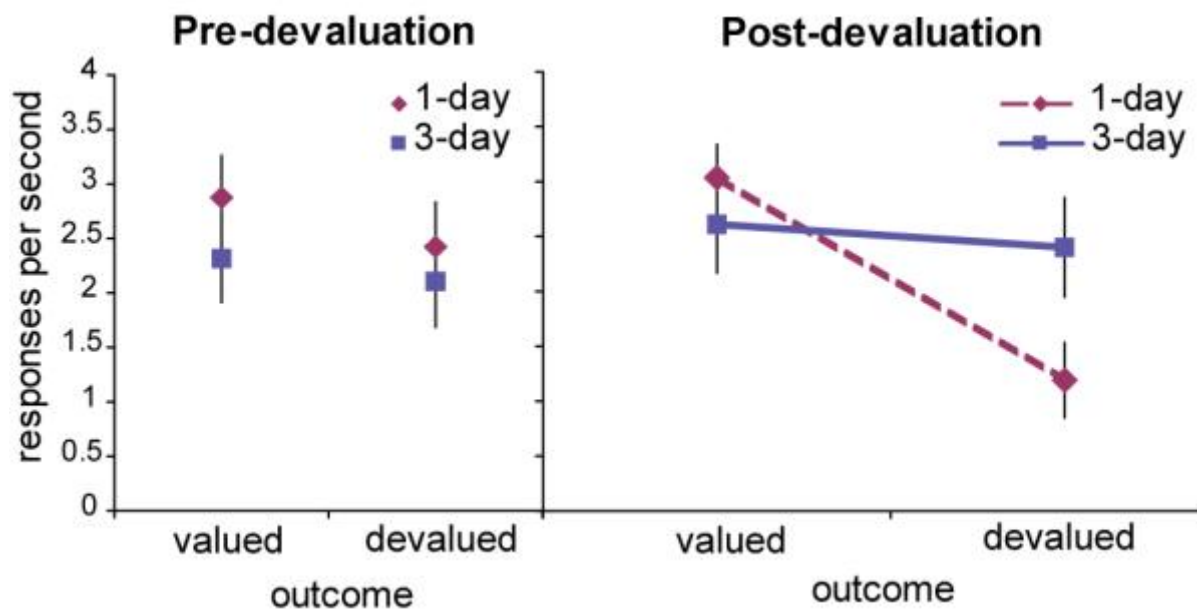 Pre-devaluation
Post-devaluation
responses per second
4
3.5
3
2.5
2
1.5
1
0.5
0
1-day
3-day
1-day
3-day
valued
devalued
valued
devalued
outcome
outcome